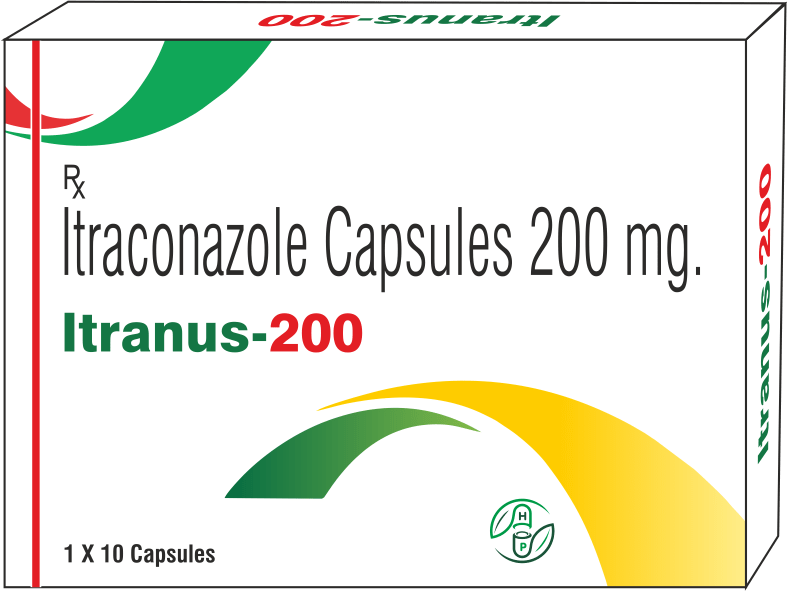 Itranus-200
Rx
Itraconazole Capsules 200 mg.
Itranus-200
Itranus-200
H
P
1 X 10 Capsules